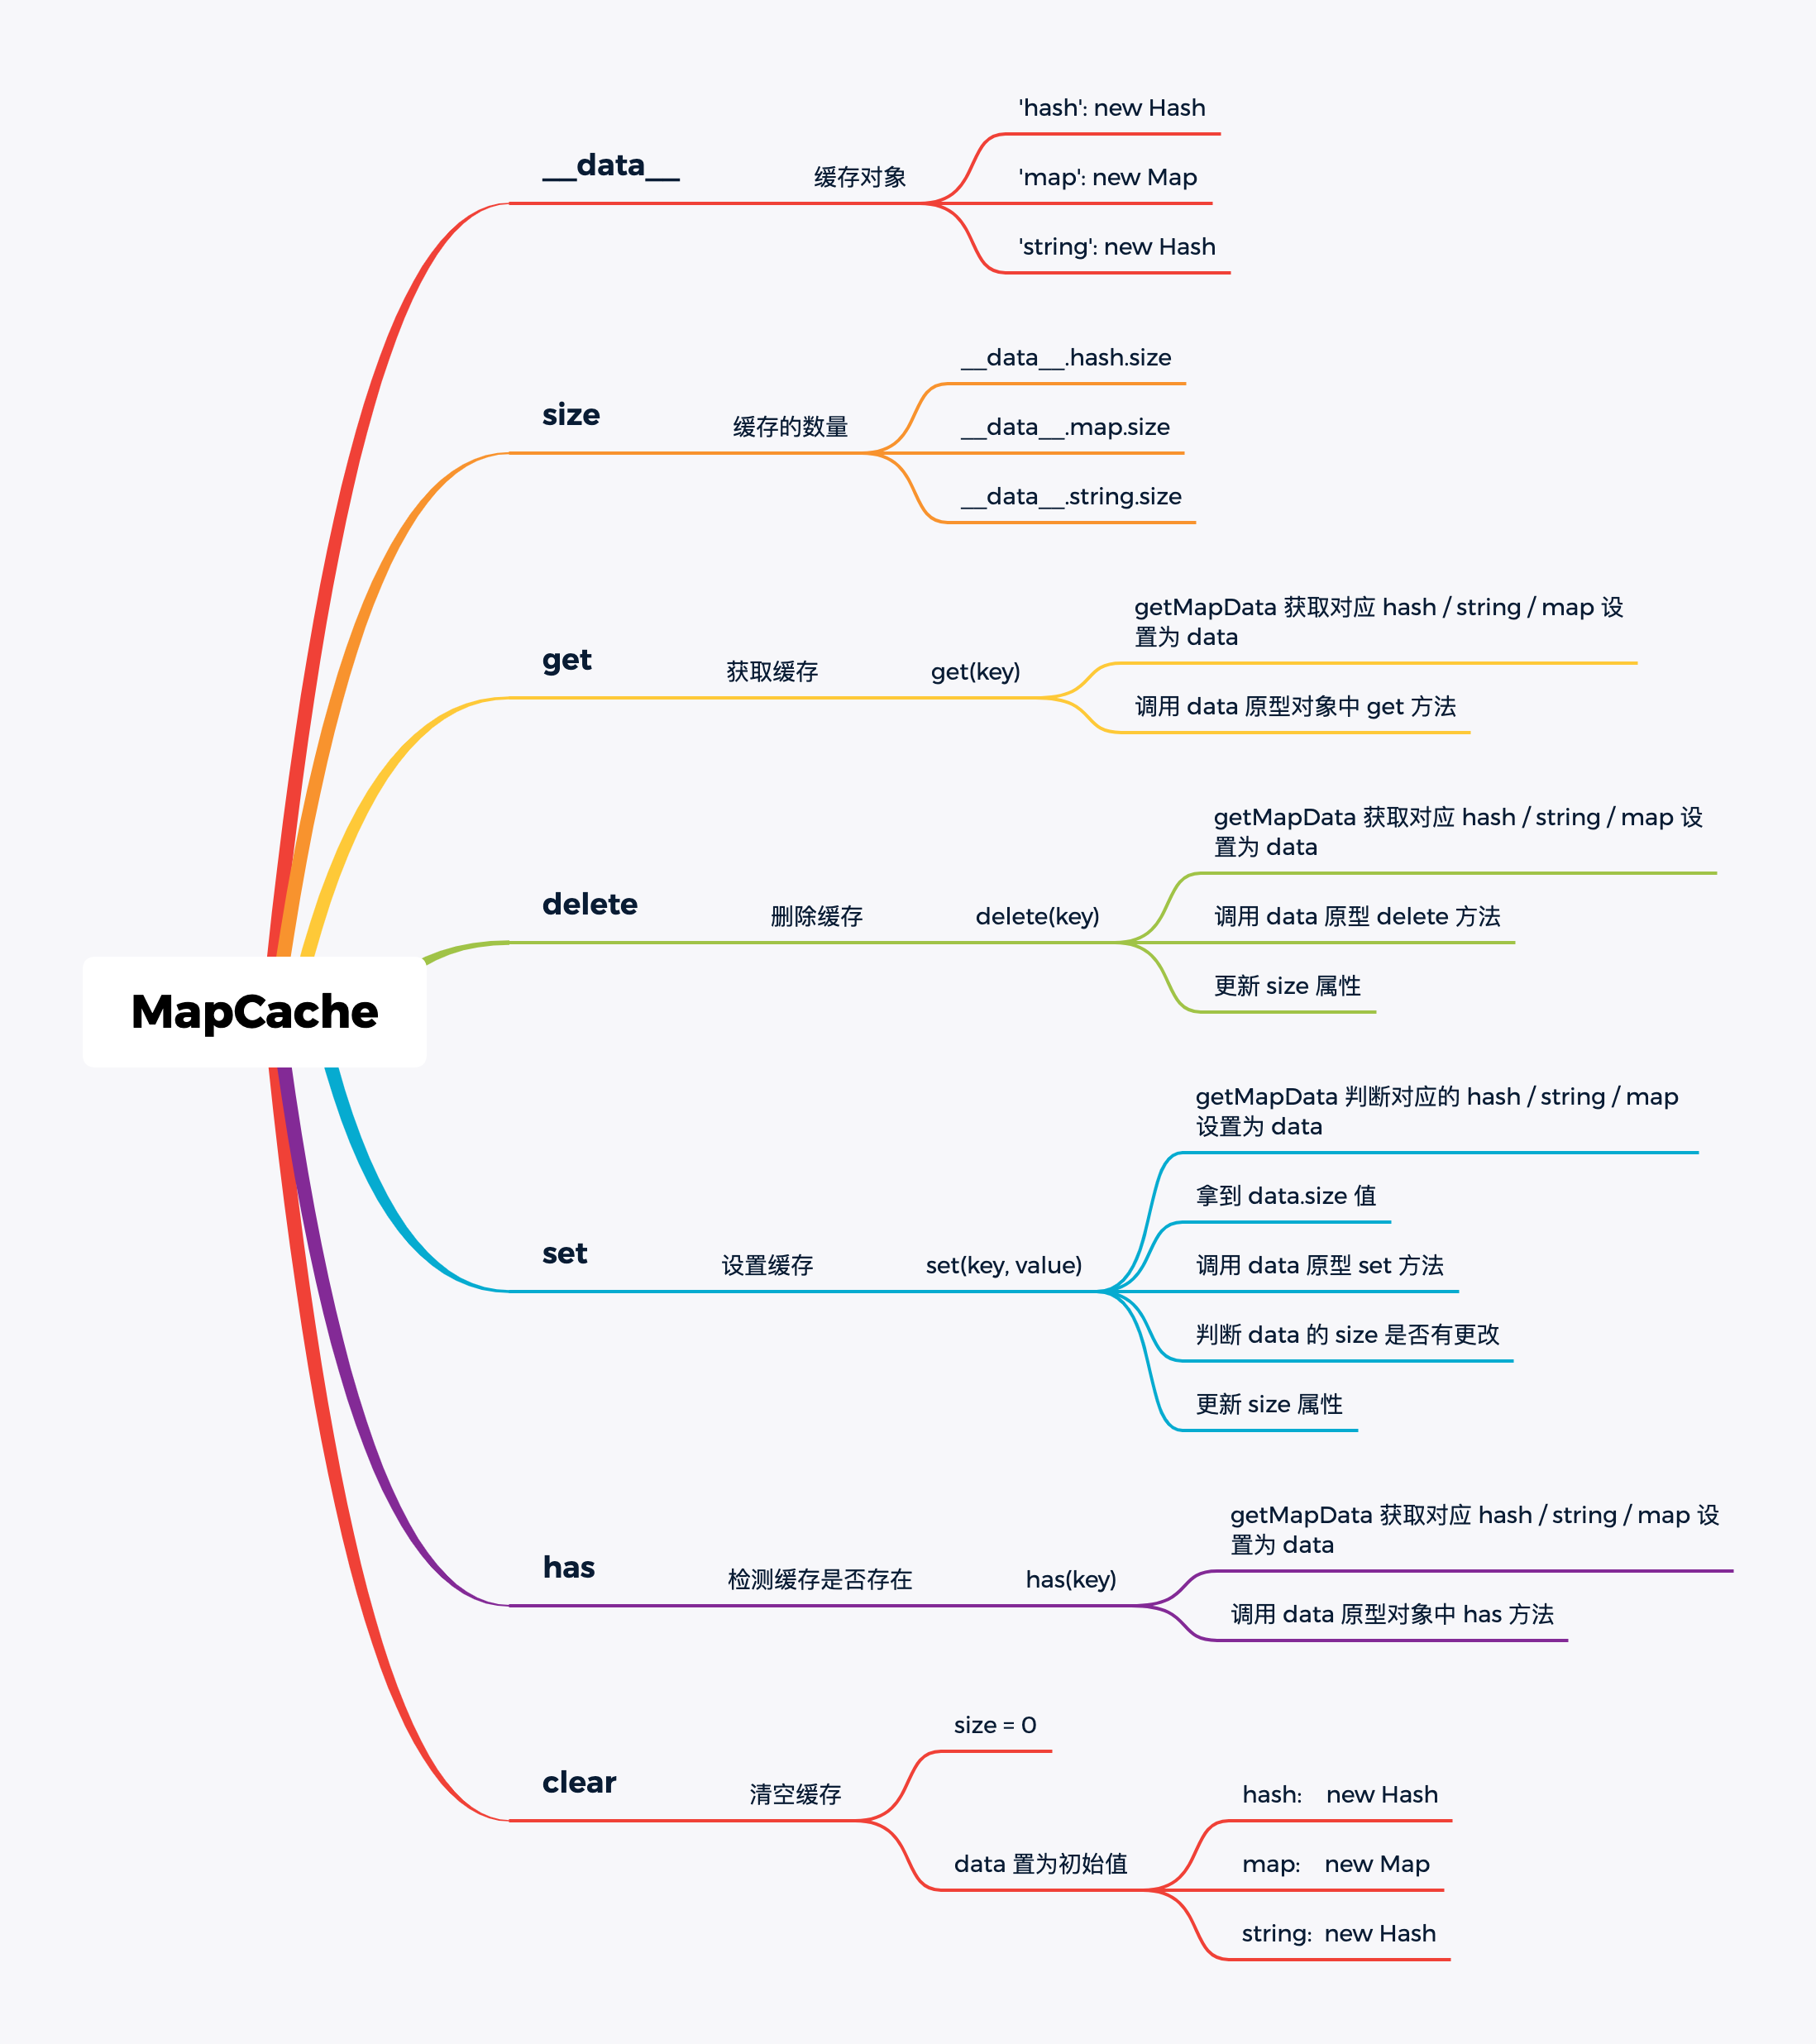 MapCache
__data__
缓存对象
'hash': new Hash
'map': new Map
'string': new Hash
size
缓存的数量
__data__.hash.size
__data__.map.size
__data__.string.size
get
获取缓存
get(key)
getMapData 获取对应 hash / string / map 设
置为 data
调用 data 原型对象中 get 方法
delete
删除缓存
delete(key)
getMapData 获取对应 hash / string / map 设
置为 data
调用 data 原型 delete 方法
更新 size 属性
set
设置缓存
set(key, value)
getMapData 判断对应的 hash / string / map
设置为 data
拿到 data.size 值
调用 data 原型 set 方法
判断 data 的 size 是否有更改
更新 size 属性
has
检测缓存是否存在
has(key)
getMapData 获取对应 hash / string / map 设
置为 data
调用 data 原型对象中 has 方法
clear
清空缓存
size = 0
data 置为初始值
hash: new Hash
map: new Map
string: new Hash